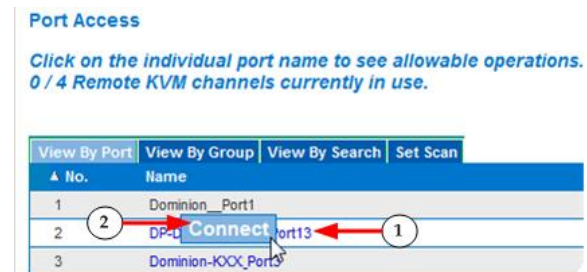 Port Access
Click on the individual port name to see allowable operations.
0 / 4 Remote KVM channels currently in use.
View By Port View By Group View By Search Set Scan
▲ No. Name
1 Dominion__Port1
2 Connect 1
2 DP-D ort13
3 Dominion-KXX_Port3